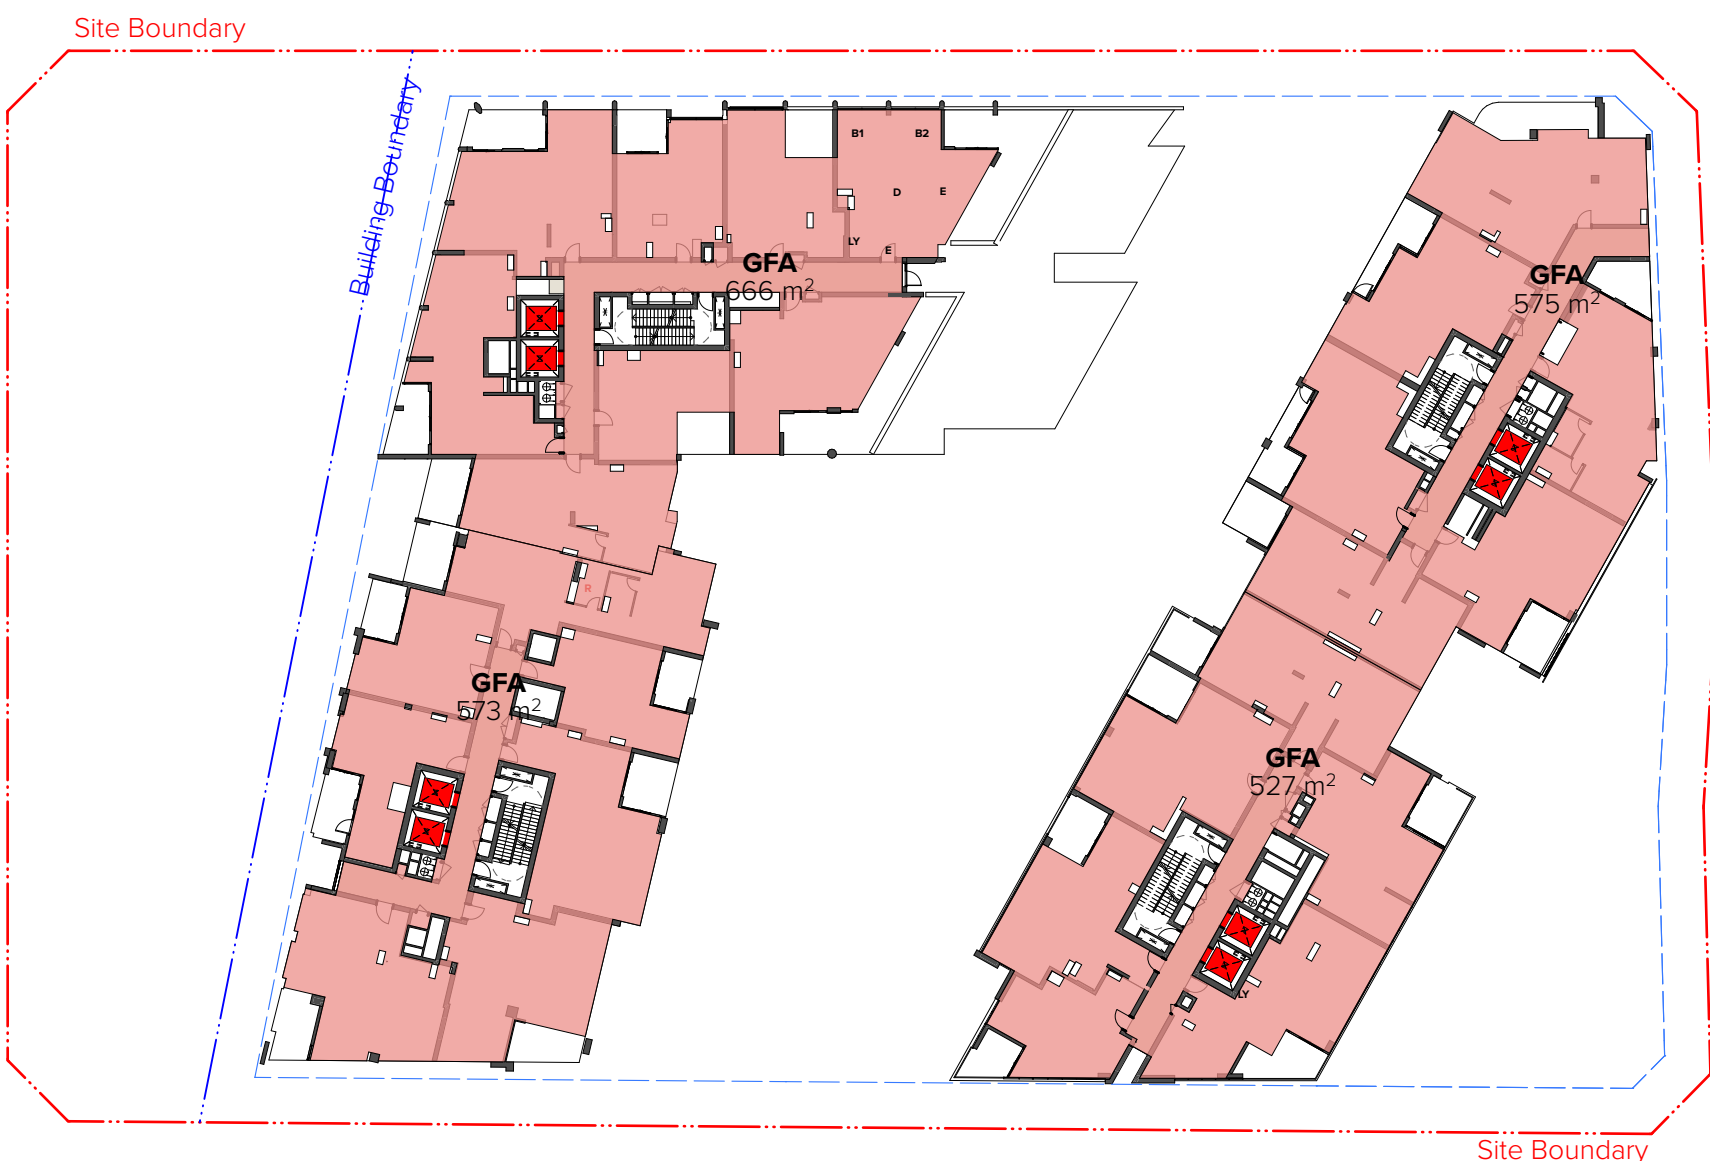 Site Boundary
Building Boundary
B1
B2
D
E
LY
E
GFA
666 m²
GFA
575 m²
R
GFA
573 m²
GFA
527 m²
LY
Site Boundary